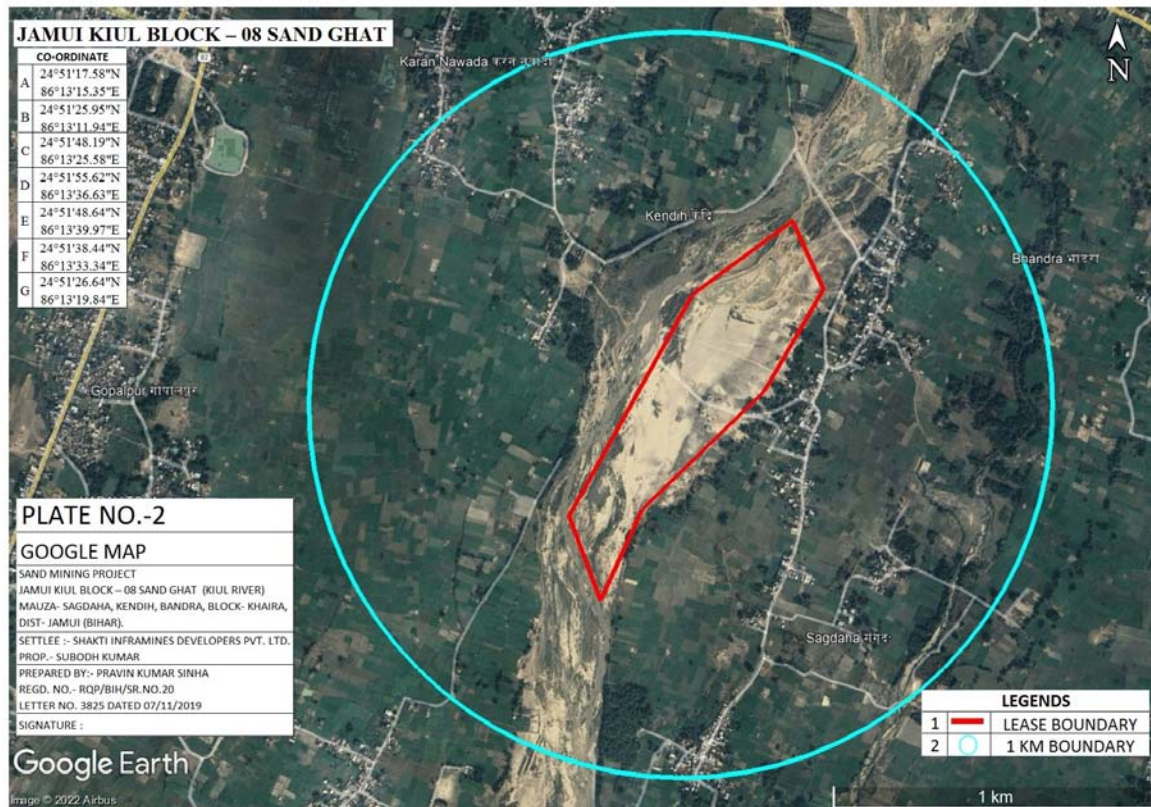 JAMUI KIUL BLOCK – 08 SAND GHAT
CO-ORDINATE
A 24°51'17.58"N
86°13'15.35"E
B 24°51'25.95"N
86°13'11.94"E
C 24°51'48.19"N
86°13'25.58"E
D 24°51'55.62"N
86°13'36.63"E
E 24°51'48.64"N
86°13'39.97"E
F 24°51'38.44"N
86°13'33.34"E
G 24°51'26.64"N
86°13'19.84"E
Karan Nawada करन नवादा
N
Kendih
Bhandra
Gopalpur गोपालपुर
Sagdaha
PLATE NO.-2
GOOGLE MAP
SAND MINING PROJECT
JAMUI KIUL BLOCK – 08 SAND GHAT (KIUL RIVER)
MAUZA- SAGDAHA, KENDIH, BANDRA, BLOCK- KHAIRA,
DIST- JAMUI (BIHAR).
SETTLEE :- SHAKTI INFRAMINES DEVELOPERS PVT. LTD.
PROP.- SUBODH KUMAR
PREPARED BY:- PRAVIN KUMAR SINHA
REGD. NO.- RQP/BIH/SR.NO.20
LETTER NO. 3825 DATED 07/11/2019
SIGNATURE :
LEGENDS
1 LEASE BOUNDARY
2 1 KM BOUNDARY
Google Earth
Image © 2022 Airbus
1 km